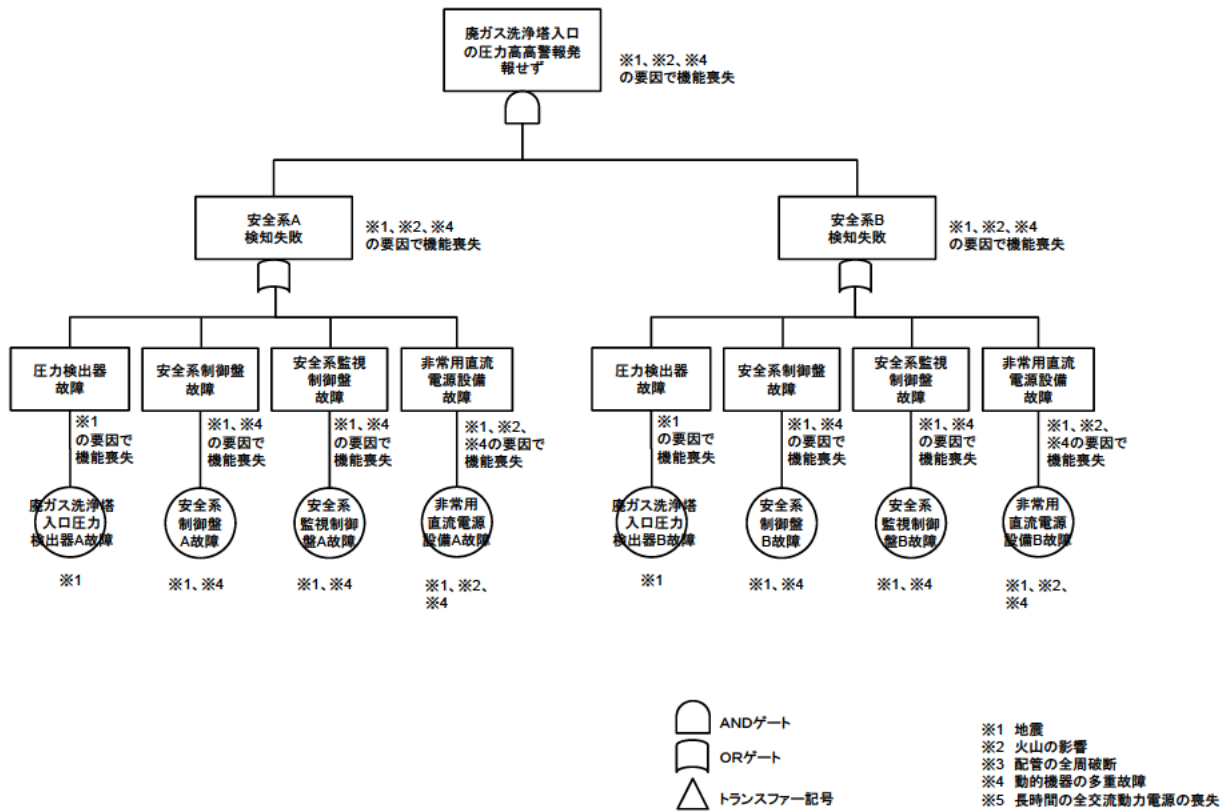 廃ガス洗浄塔入口
の圧力高高警報発
報せず
※1、※2、※4
の要因で機能喪失
安全系A
検知失敗
※1、※2、※4
の要因で機能喪失
安全系B
検知失敗
※1、※2、※4
の要因で機能喪失
圧力検出器
故障
安全系制御盤
故障
安全系監視
制御盤
故障
非常用直流
電源設備
故障
圧力検出器
故障
安全系制御盤
故障
安全系監視
制御盤
故障
非常用直流
電源設備
故障
※1
の要因で
機能喪失
※1、※4
の要因で
機能喪失
※1、※4
の要因で
機能喪失
※1、※2、
※4の要因で
機能喪失
※1
の要因で
機能喪失
※1、※4
の要因で
機能喪失
※1、※4
の要因で
機能喪失
※1、※2、
※4の要因で
機能喪失
廃ガス洗浄塔
入口圧力
検出器A故障
安全系
制御盤
A故障
安全系
監視制御
盤A故障
非常用
直流電源
設備A故障
廃ガス洗浄塔
入口圧力
検出器B故障
安全系
制御盤
B故障
安全系
監視制御
盤B故障
非常用
直流電源
設備B故障
※1
※1、※4
※1、※4
※1、※2、
※4
※1
※1、※4
※1、※4
※1、※2、
※4
ANDゲート
ORゲート
トランスファー記号
※1 地震
※2 火山の影響
※3 配管の全周破断
※4 動的機器の多重故障
※5 長時間の全交流動力電源の喪失